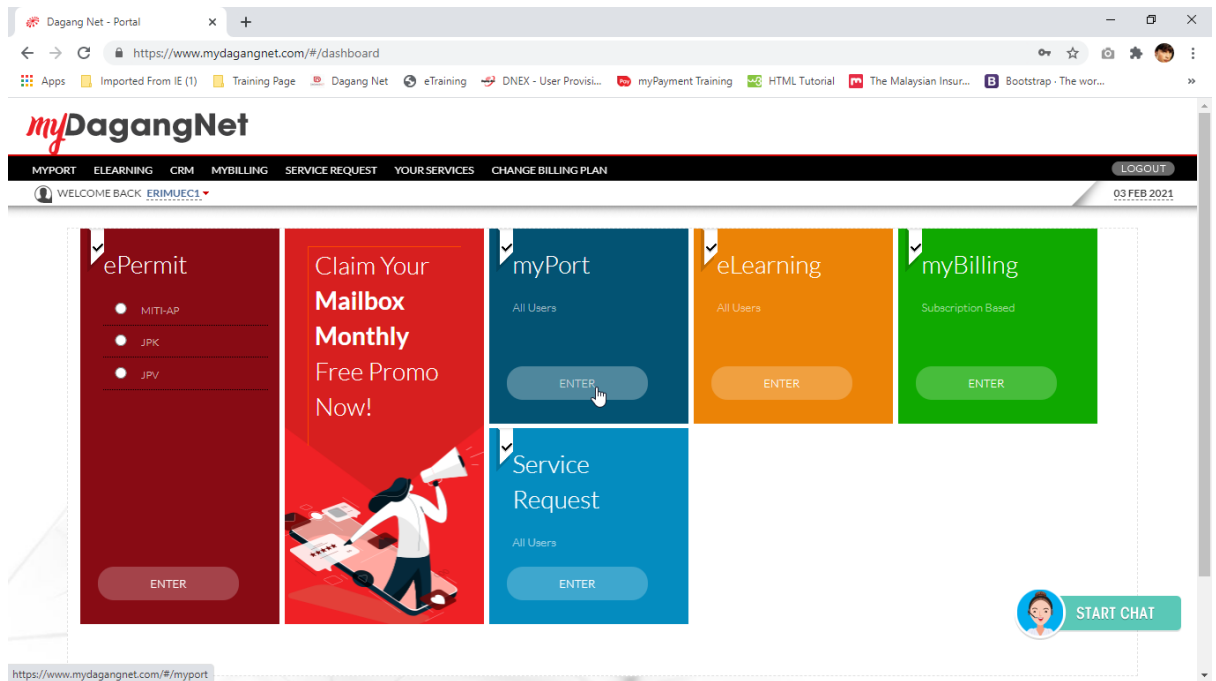 Dagang Net - Portal
https://www.mydagangnet.com/#/dashboard
Apps Imported From IE (1) Training Page Dagang Net eTraining DNEX - User Provisi... myPayment Training HTML Tutorial The Malaysian Insur... Bootstrap · The wor... »
myDagangNet
MYPORT ELEARNING CRM MYBILLING SERVICE REQUEST YOUR SERVICES CHANGE BILLING PLAN LOGOUT
WELCOME BACK ERIMUEC1 03 FEB 2021
ePermit
MITI-AP
JPK
JPV
ENTER
Claim Your
Mailbox
Monthly
Free Promo
Now!
myPort
All Users
ENTER
eLearning
All Users
ENTER
myBilling
Subscription Based
ENTER
Service
Request
All Users
ENTER
START CHAT
https://www.mydagangnet.com/#/myport